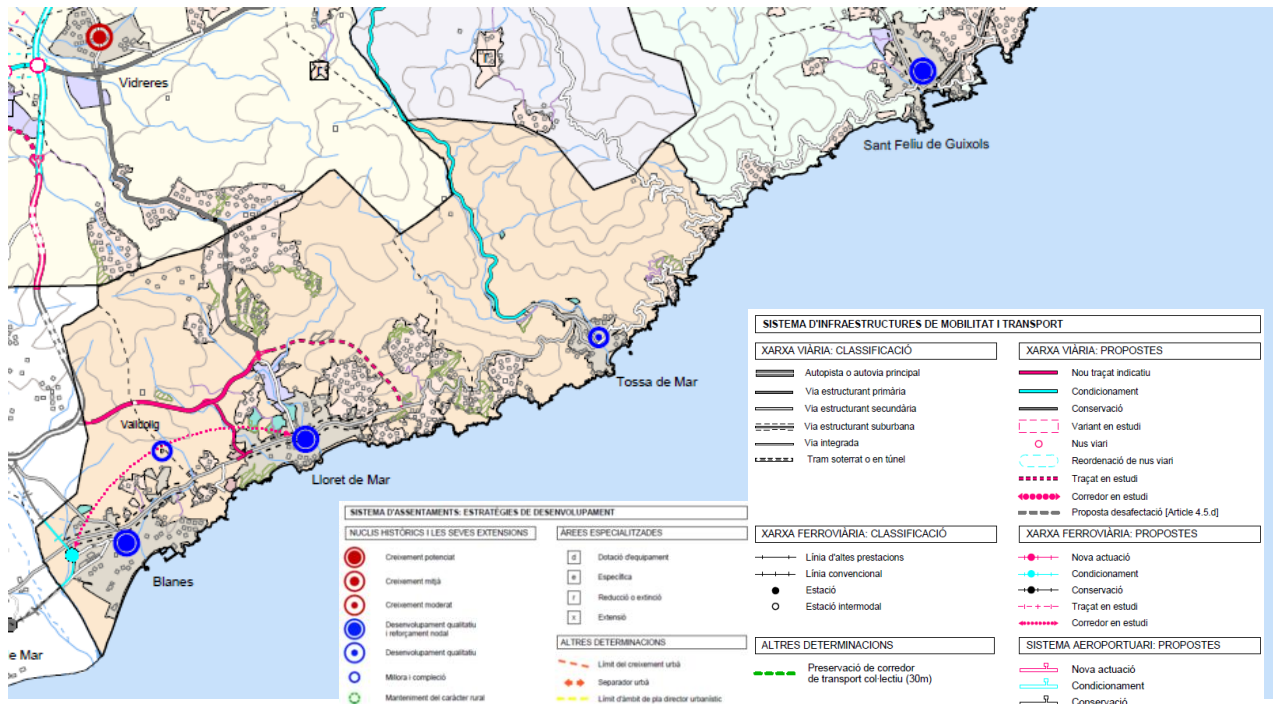 Vidreres
Sant Feliu de Guixols
Tossa de Mar
Lloret de Mar
Blanes
e Mar
SISTEMA D'ASSENTAMENTS: ESTRATÈGIES DE DESENVOLUPAMENT
NUCLIS HISTÒRICS I LES SEVES EXTENSIONS
Creixement potenciat
Creixement mitjà
Creixement moderat
Desenvolupament qualitatiu
i reforçament nodal
Desenvolupament qualitatiu
Millora i compleció
Manteniment del caràcter rural
ÀREES ESPECIALITZADES
d Dotació d'equipament
e Específica
r Reducció o extinció
x Extensió
ALTRES DETERMINACIONS
Límit del creixement urbà
Separador urbà
Límit d'àmbit de pla director urbanístic
SISTEMA D'INFRAESTRUCTURES DE MOBILITAT I TRANSPORT
XARXA VIÀRIA: CLASSIFICACIÓ
Autopista o autovia principal
Via estructurant primària
Via estructurant secundària
Via estructurant suburbana
Via integrada
Tram soterrat o en túnel
XARXA VIÀRIA: PROPOSTES
Nou traçat indicatiu
Condicionament
Conservació
Variant en estudi
Nus viari
Reordenació de nus viari
Traçat en estudi
Corredor en estudi
Proposta desafectació [Article 4.5.d]
XARXA FERROVIÀRIA: CLASSIFICACIÓ
Línia d'altes prestacions
Línia convencional
Estació
Estació intermodal
XARXA FERROVIÀRIA: PROPOSTES
Nova actuació
Condicionament
Conservació
Traçat en estudi
Corredor en estudi
ALTRES DETERMINACIONS
Preservació de corredor
de transport col·lectiu (30m)
SISTEMA AEROPORTUARI: PROPOSTES
Nova actuació
Condicionament
Conservació